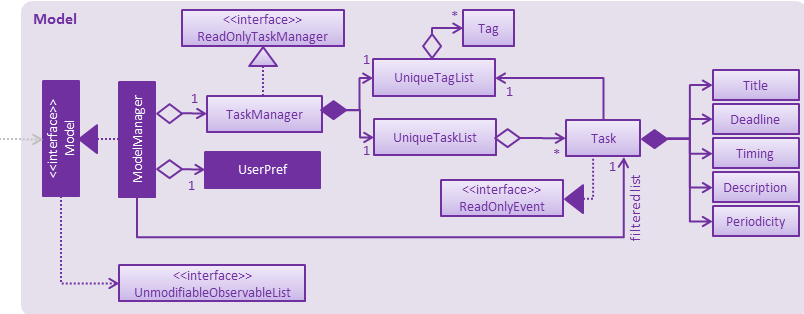 Model
<<interface>>
ReadOnlyTaskManager
*
Tag
1
UniqueTagList
1
<<interface>>
Model
ModelManager
1
TaskManager
UniqueTaskList
1
*
Task
1
UserPref
1
<<interface>>
ReadOnlyEvent
filtered list
Title
Deadline
Timing
Description
Periodicity
<<interface>>
UnmodifiableObservableList